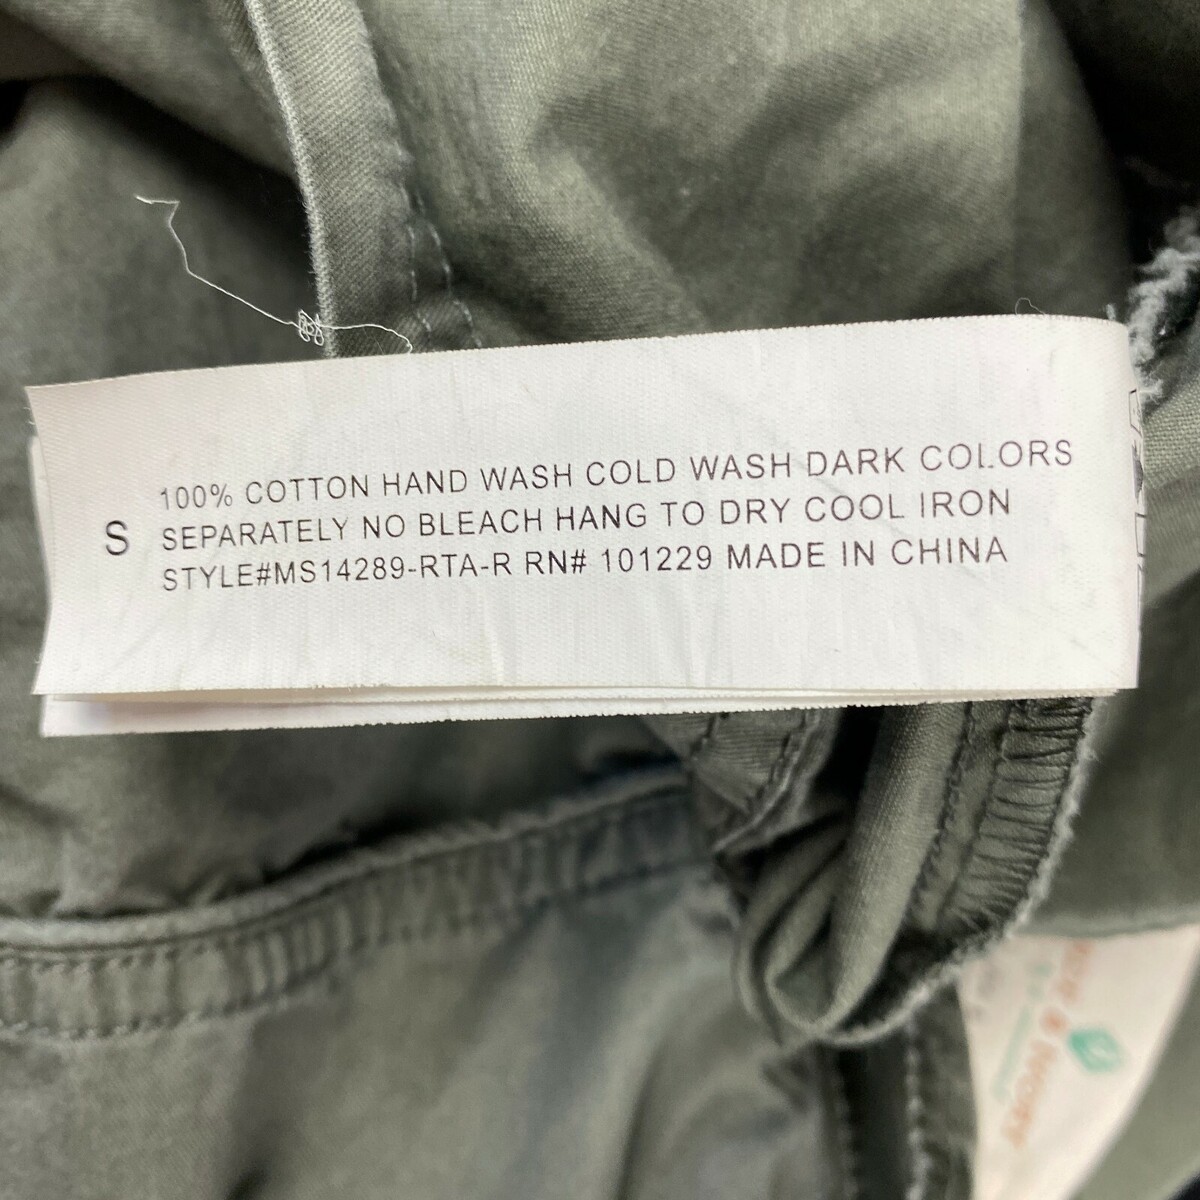 100% COTTON HAND WASH COLD WASH DARK COLORS
S SEPARATELY NO BLEACH HANG TO DRY COOL IRON
STYLE#MS14289-RTA-R RN# 101229 MADE IN CHINA